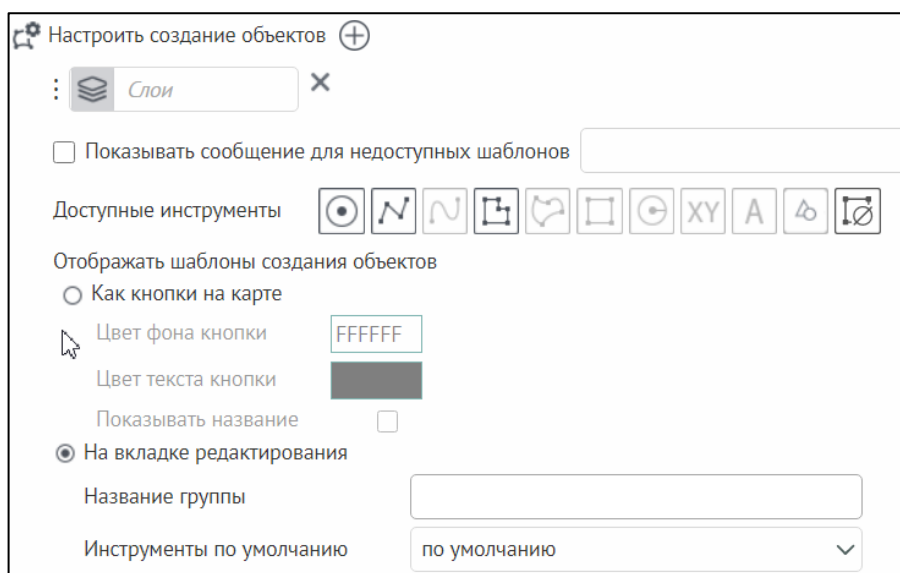 Настроить создание объектов
Слои
Показывать сообщение для недоступных шаблонов
Доступные инструменты XY A
Отображать шаблоны создания объектов
Как кнопки на карте
Цвет фона кнопки FFFFFF
Цвет текста кнопки
Показывать название
На вкладке редактирования
Название группы
Инструменты по умолчанию по умолчанию